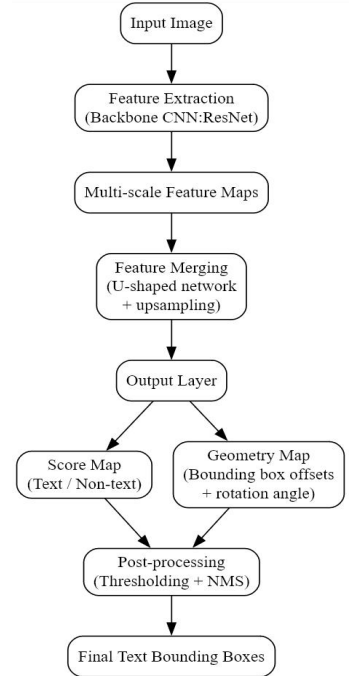 Input Image
Feature Extraction
(Backbone CNN:ResNet)
Multi-scale Feature Maps
Feature Merging
(U-shaped network
+ upsampling)
Output Layer
Score Map
(Text / Non-text)
Geometry Map
(Bounding box offsets
+ rotation angle)
Post-processing
(Thresholding + NMS)
Final Text Bounding Boxes